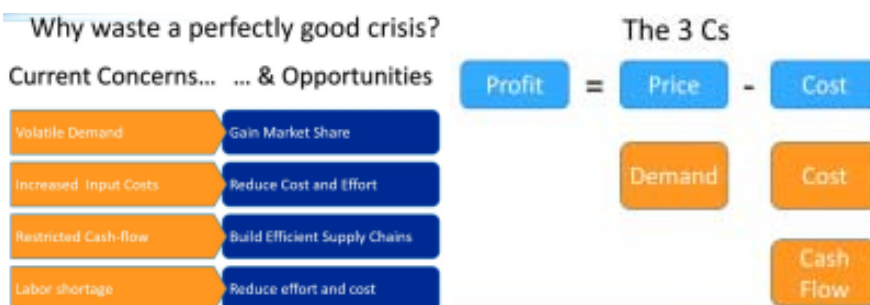 Why waste a perfectly good crisis?
Current Concerns... ... & Opportunities
Volatile Demand Gain Market Share
Increased Input Costs Reduce Cost and Effort
Restricted Cash-flow Build Efficient Supply Chains
Labor shortage Reduce effort and cost
The 3 Cs
Profit = Price - Cost
Demand Cost
Cash
Flow